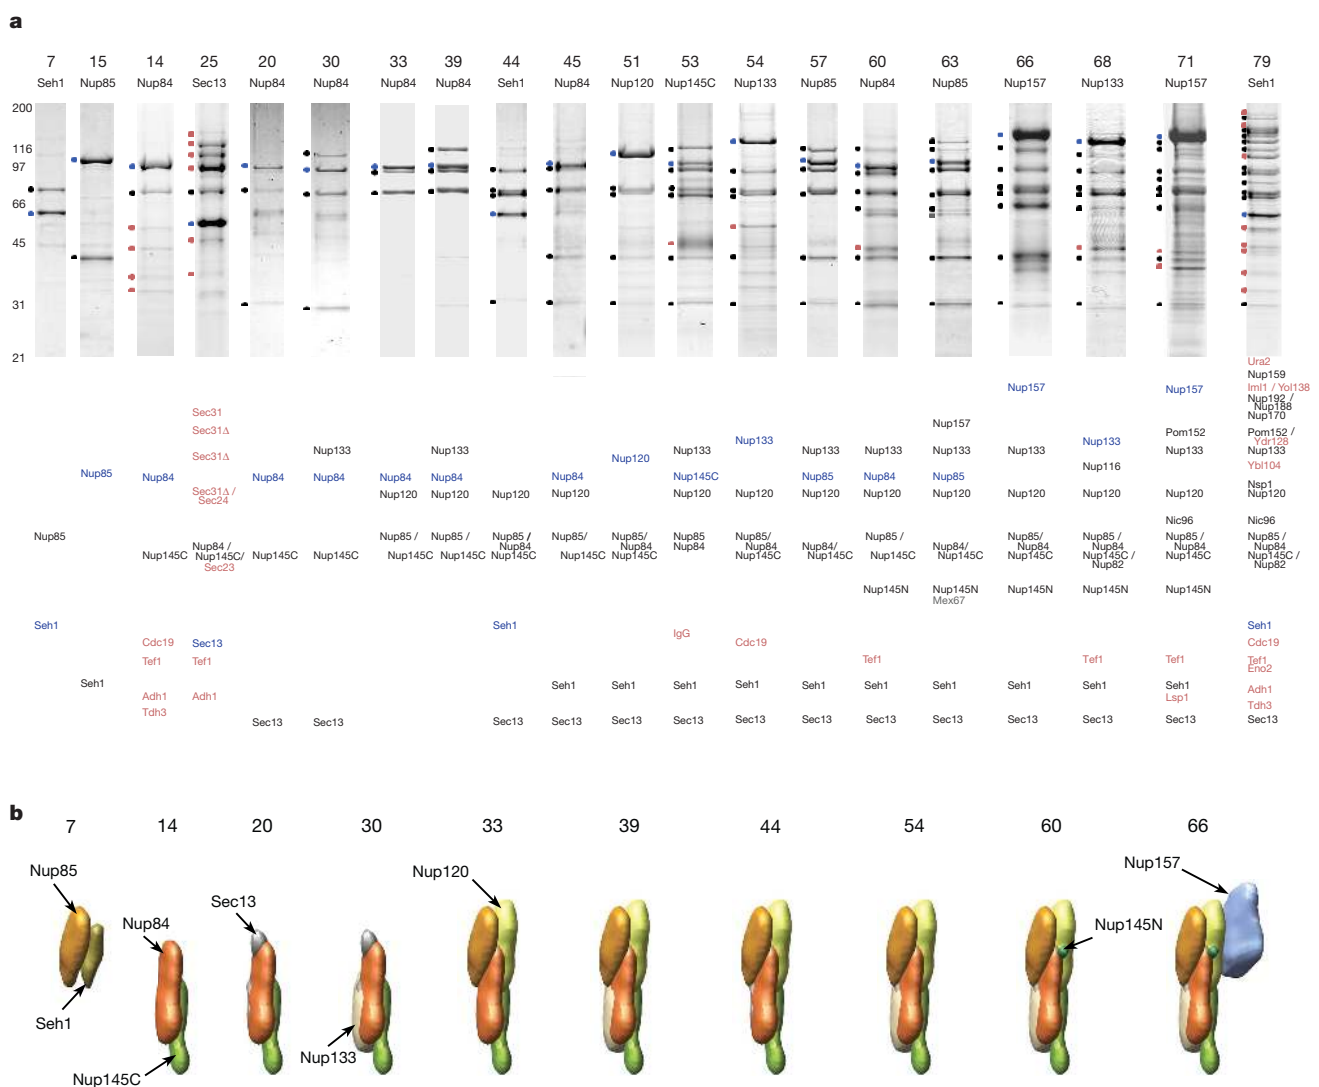 a
7 15 14 25 20 30 33 39 44 45 51 53 54 57 60 63 66 68 71 79
Seh1 Nup85 Nup84 Sec13 Nup84 Nup84 Nup84 Nup84 Seh1 Nup84 Nup120 Nup145C Nup133 Nup85 Nup84 Nup85 Nup157 Nup133 Nup157 Seh1
200
116
97
66
45
31
21
Ura2
Nup159
Nup157 Nup157 Iml1 / Yol138
Nup192 /
Nup188
Sec31 Nup170
Sec31Δ Nup157 Pom152 Pom152 /
Nup133 Nup133 Ydr128
Nup133 Nup133 Nup133 Nup133 Nup133 Nup133 Nup133 Nup133 Nup133
Sec31Δ Nup120
Nup116 Ybl104
Nup85 Nup84 Nup84 Nup84 Nup84 Nup84 Nup84 Nup145C Nup85 Nup84 Nup85
Nsp1
Sec31Δ / Nup120 Nup120 Nup120 Nup120 Nup120 Nup120 Nup120 Nup120 Nup120 Nup120 Nup120
Sec24
Nic96 Nic96
Nup85 Nup85 / Nup85 / Nup85 / Nup85/ Nup85/ Nup85 Nup85/ Nup85 / Nup85/ Nup85 / Nup85 / Nup85 /
Nup84 / Nup84 Nup84 Nup84 Nup84 Nup84/ Nup84/ Nup84 Nup84 Nup84 Nup84
Nup145C Nup145C/ Nup145C Nup145C Nup145C Nup145C Nup145C Nup145C Nup145C Nup145C Nup145C Nup145C Nup145C Nup145C Nup145C / Nup145C Nup145C /
Sec23 Nup82 Nup82
Nup145N Nup145N Nup145N Nup145N Nup145N
Mex67
Seh1 Seh1 Seh1
IgG
Cdc19 Sec13 Cdc19 Cdc19
Tef1 Tef1 Tef1 Tef1 Tef1 Tef1
Eno2
Seh1 Seh1 Seh1 Seh1 Seh1 Seh1 Seh1 Seh1 Seh1 Seh1 Seh1
Adh1 Adh1 Lsp1 Adh1
Tdh3 Tdh3
Sec13 Sec13 Sec13 Sec13 Sec13 Sec13 Sec13 Sec13 Sec13 Sec13 Sec13 Sec13 Sec13 Sec13
b
7 14 20 30 33 39 44 54 60 66
Nup157
Nup85
Nup120
Sec13
Nup84
Nup145N
Seh1
Nup133
Nup145C